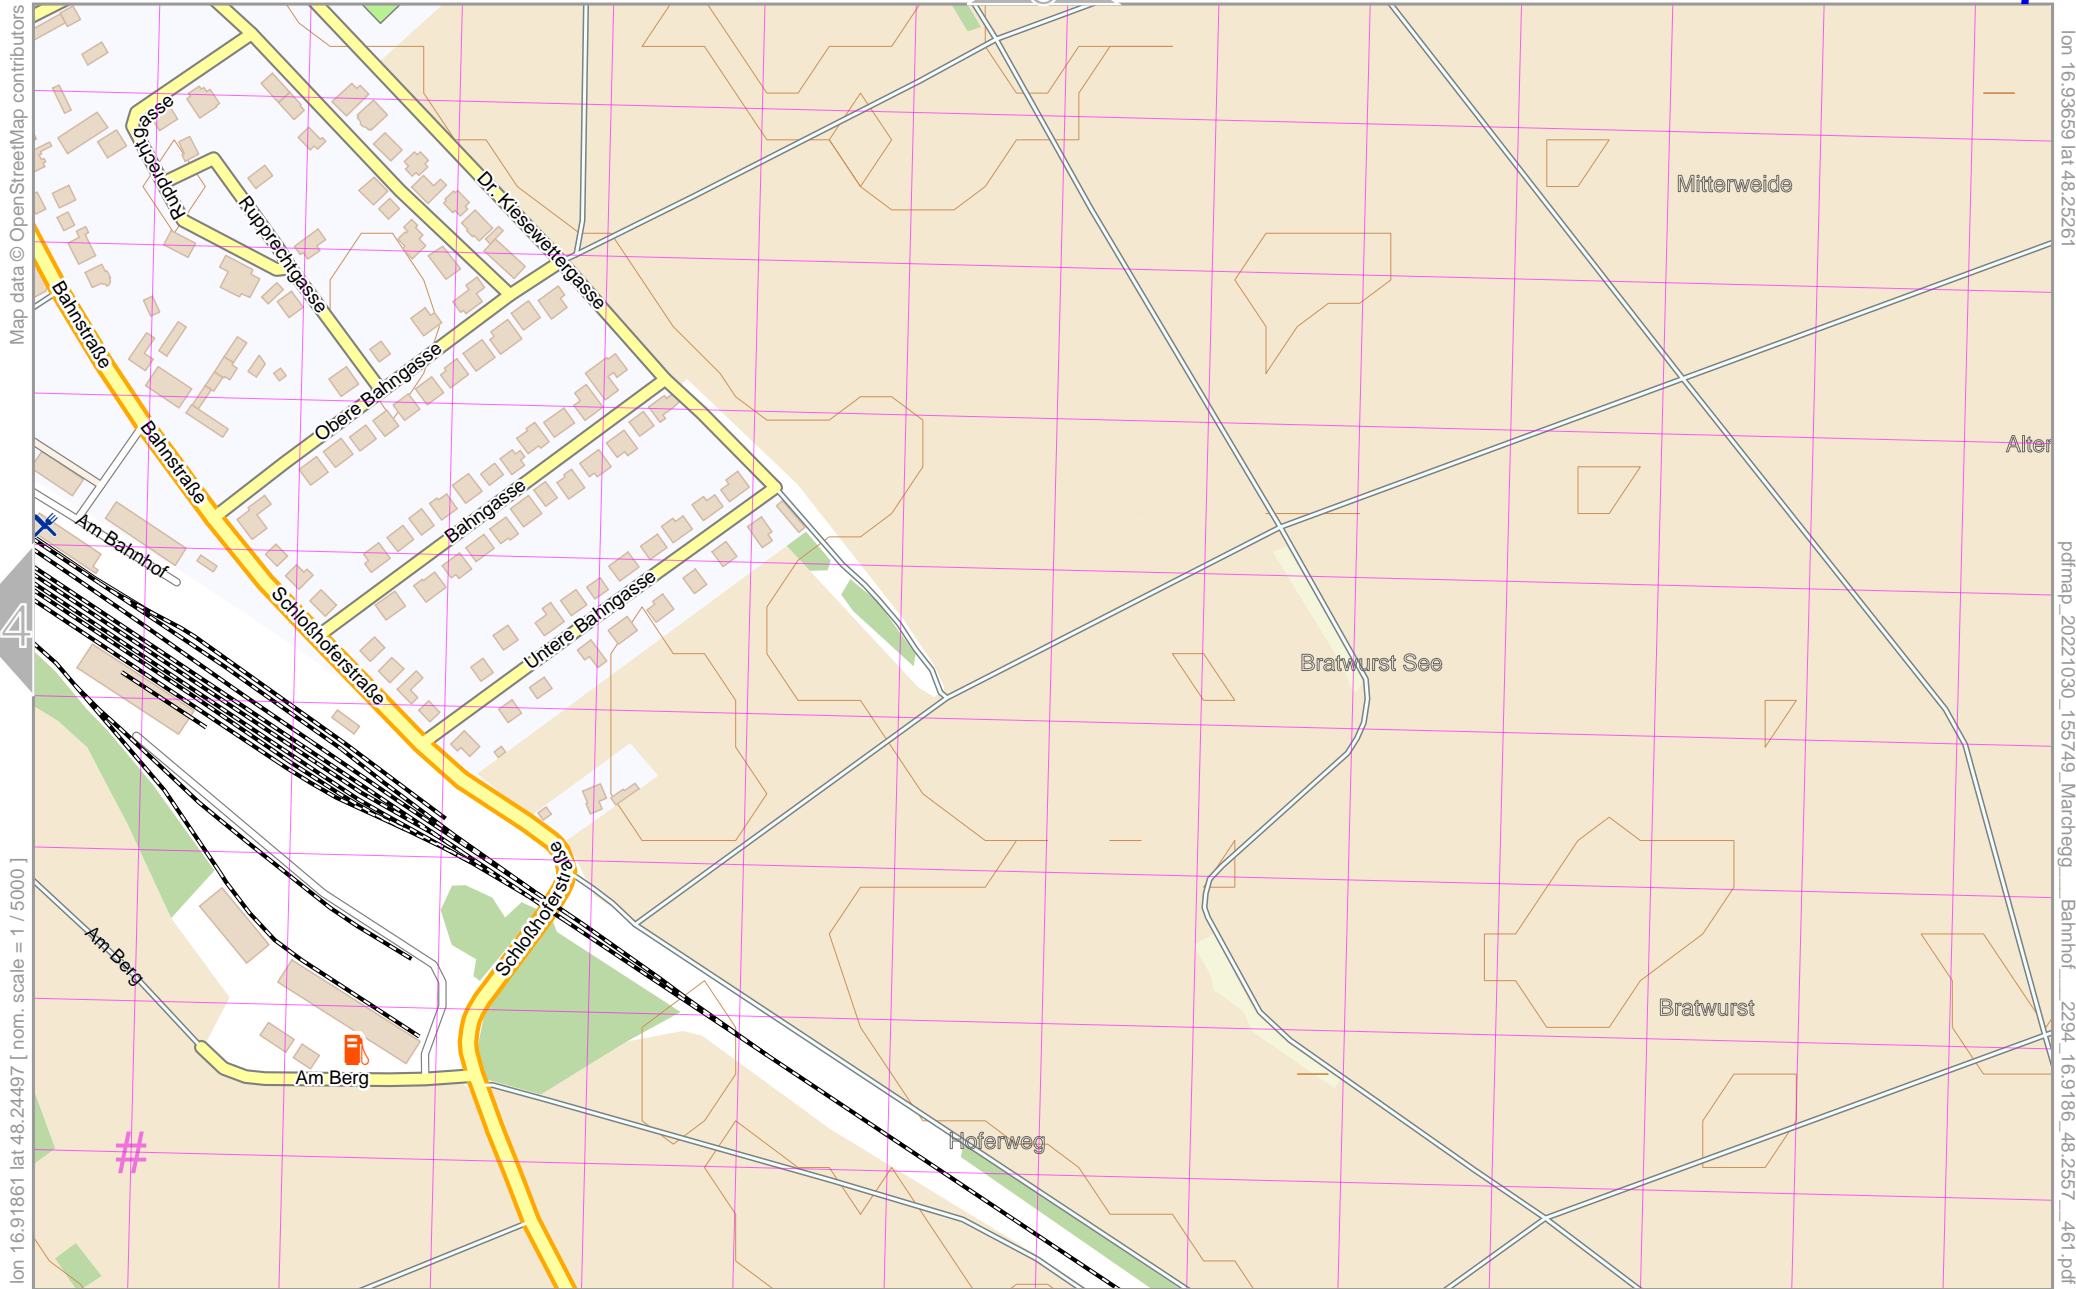 Map data © OpenStreetMap contributors
lon 16.91861 lat 48.24497 [ nom. scale = 1 / 5000 ]
lon 16.93659 lat 48.25261
pdfmap_20221030_155749_Marchegg___Bahnhof___2294_16.9186_48.2557__461.pdf
Rupprechtgasse
Rupprechtgasse
Dr. Kiesewettergasse
Mitterweide
Bahnstraße
Obere Bahngasse
Bahnstraße
Alter
Bahngasse
Am Bahnhof
Untere Bahngasse
Schloßhoferstraße
4
Bratwurst See
Schloßhoferstraße
Am Berg
Bratwurst
Am Berg
Hoferweg
#